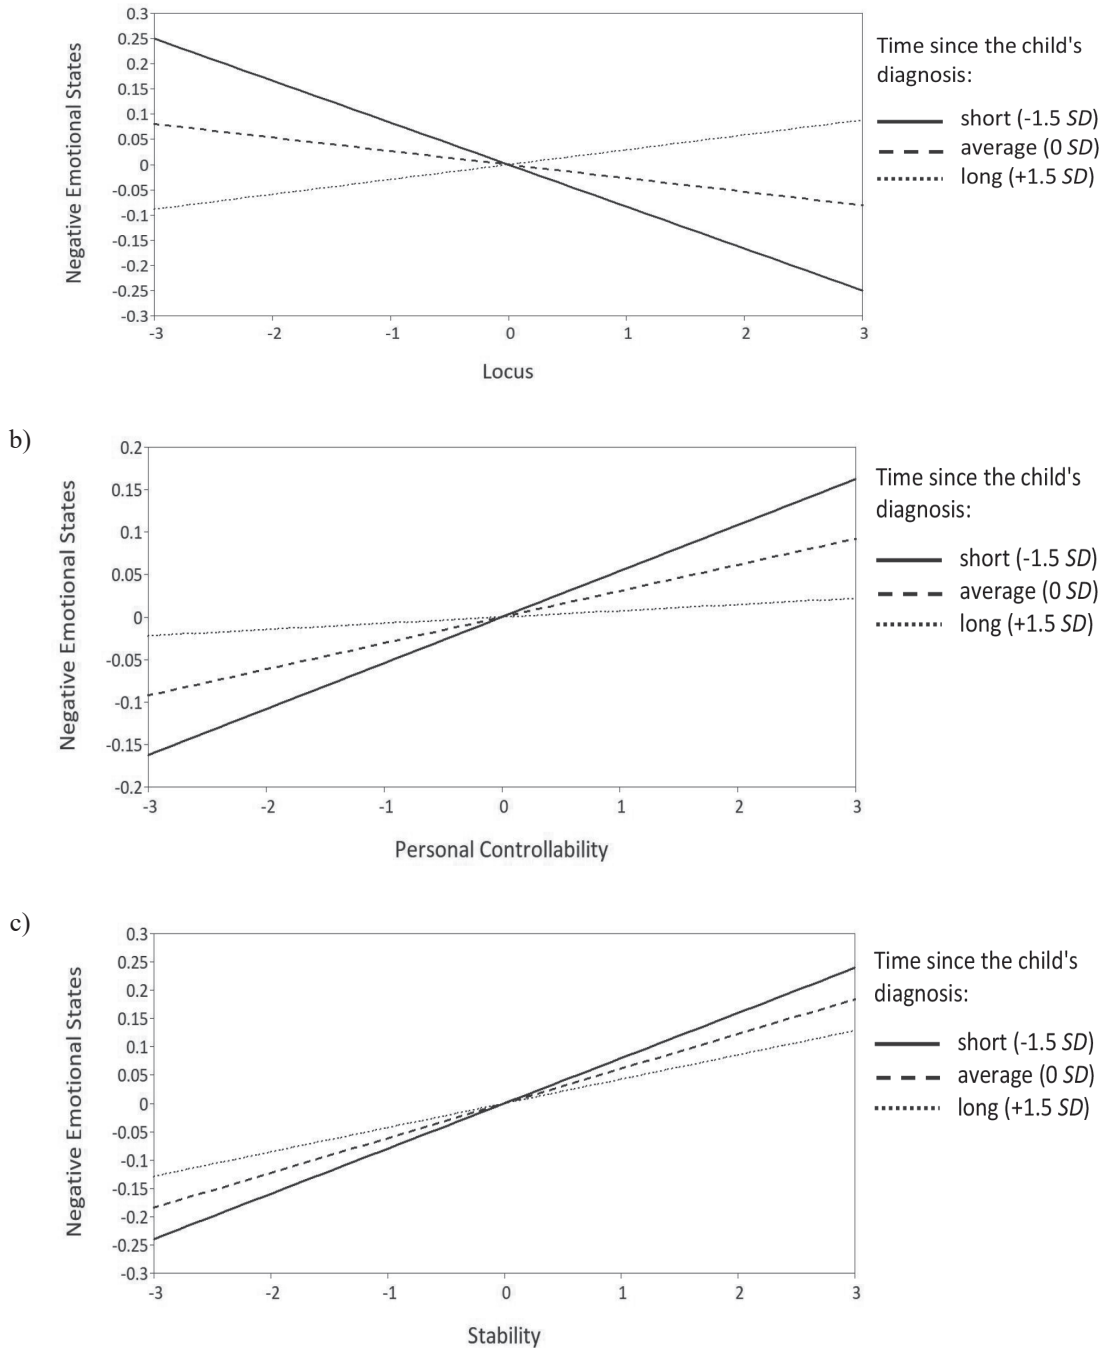 0.3
0.25
0.2
0.15
0.1
0.05
0
-0.05
-0.1
-0.15
-0.2
-0.25
-0.3
Negative Emotional States
-3 -2 -1 0 1 2 3
Locus
Time since the child's
diagnosis:
short (-1.5 SD)
average (0 SD)
long (+1.5 SD)
b)
0.2
0.15
0.1
0.05
0
-0.05
-0.1
-0.15
-0.2
Negative Emotional States
-3 -2 -1 0 1 2 3
Personal Controllability
Time since the child's
diagnosis:
short (-1.5 SD)
average (0 SD)
long (+1.5 SD)
c)
0.3
0.25
0.2
0.15
0.1
0.05
0
-0.05
-0.1
-0.15
-0.2
-0.25
-0.3
Negative Emotional States
-3 -2 -1 0 1 2 3
Stability
Time since the child's
diagnosis:
short (-1.5 SD)
average (0 SD)
long (+1.5 SD)